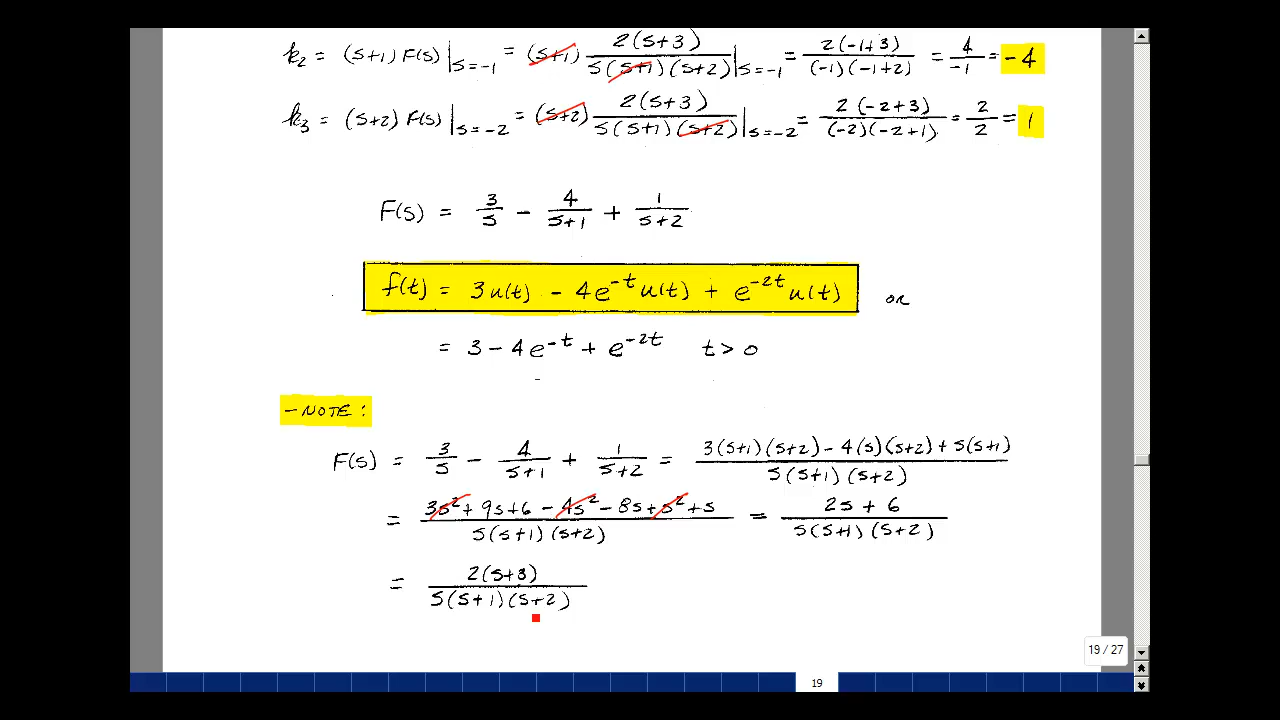 k₂ = (s+1) F(s) |s=-1 = (s+1) 2(s+3) / s(s+1)(s+2) |s=-1 = 2(-1+3) / (-1)(-1+2) = 4/-1 = -4
k₃ = (s+2) F(s) |s=-2 = (s+2) 2(s+3) / s(s+1)(s+2) |s=-2 = 2(-2+3) / (-2)(-2+1) = 2/2 = 1
F(s) = 3/s - 4/s+1 + 1/s+2
f(t) = 3u(t) - 4e^-t u(t) + e^-2t u(t) OR
= 3 - 4e^-t + e^-2t t > 0
- NOTE:
F(s) = 3/s - 4/s+1 + 1/s+2 = 3(s+1)(s+2) - 4(s)(s+2) + s(s+1) / s(s+1)(s+2)
= 3s² + 9s + 6 - 4s² - 8s + s² + s / s(s+1)(s+2) = 2s + 6 / s(s+1)(s+2)
= 2(s+3) / s(s+1)(s+2)
19 / 27
19